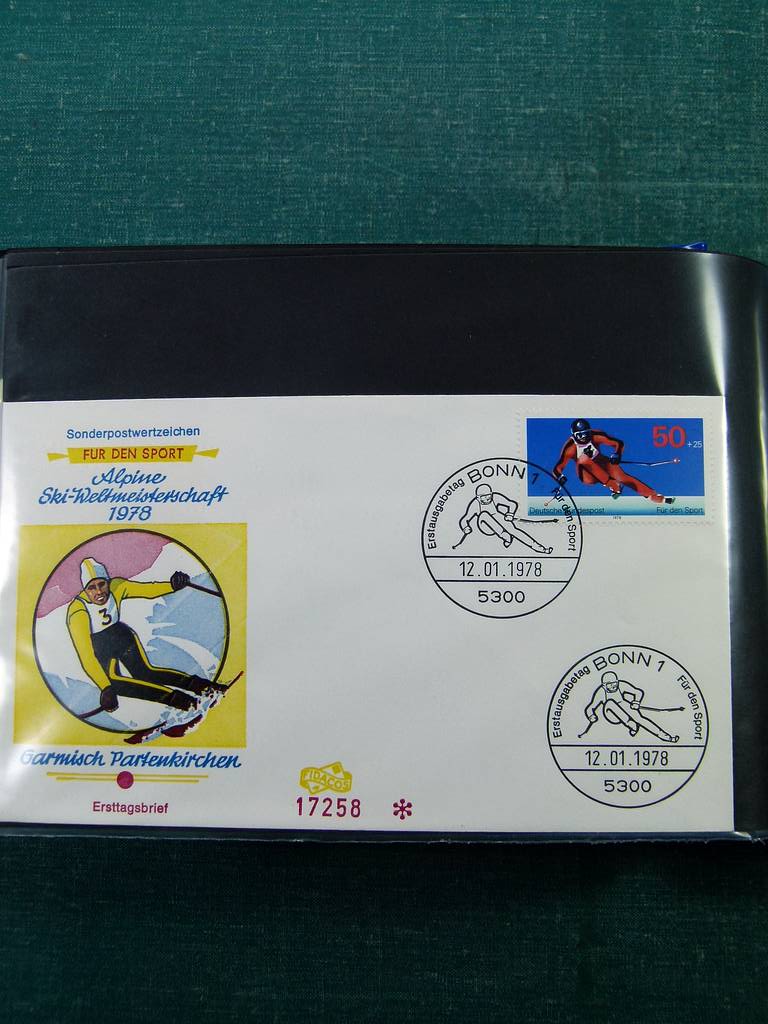 Sonderpostwertzeichen
FUR DEN SPORT
Alpine
Ski-Weltmeisterschaft
1978
3
Garmisch Partenkirchen
Ersttagsbrief
FIDACOS
17258 *
50 +25
Deutsche Bundespost 1978 Für den Sport
Erstausgabetag BONN 1 Für den Sport
12.01.1978
5300
Erstausgabetag BONN 1 Für den Sport
12.01.1978
5300